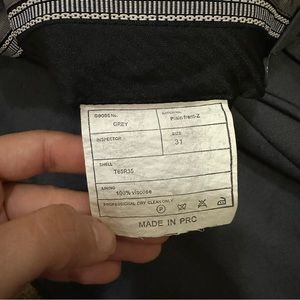 GOODS No.
GREY
Plain front-Z
INSPECTOR
SIZE
31
SHELL
T65R35
LINING
100% viscose
PROFESSIONAL DRY CLEAN ONLY
P
MADE IN PRC